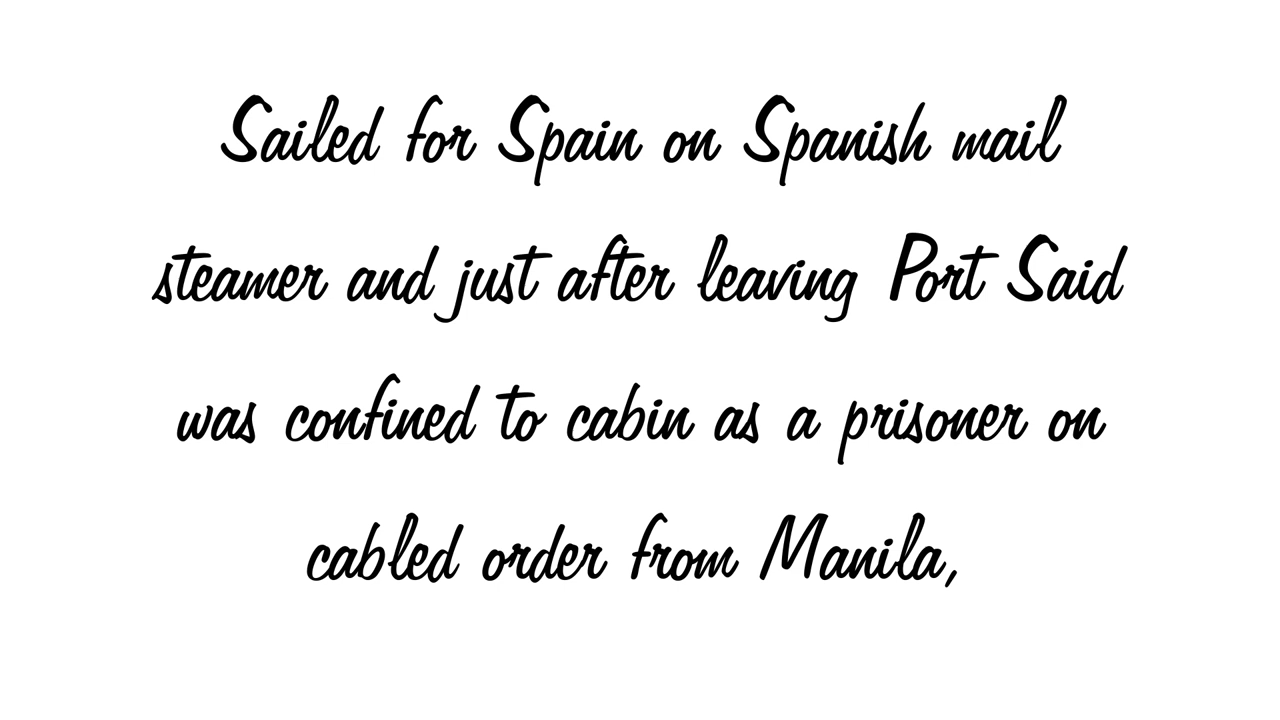 Sailed for Spain on Spanish mail
steamer and just after leaving Port Said
was confined to cabin as a prisoner on
cabled order from Manila,